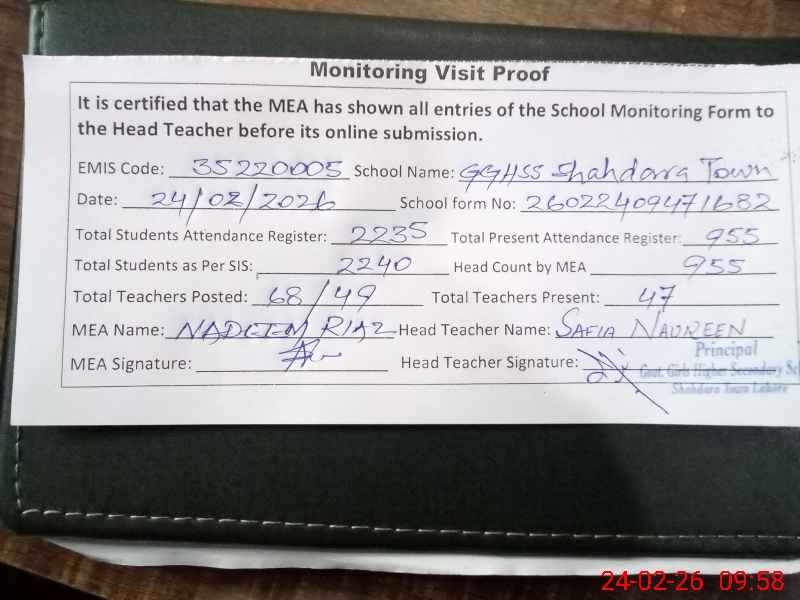 Monitoring Visit Proof
It is certified that the MEA has shown all entries of the School Monitoring Form to
the Head Teacher before its online submission.
EMIS Code: 35220005 School Name: GGHSS Shahdara Town
Date: 24/02/2026 School form No: 26022409471682
Total Students Attendance Register: 2235 Total Present Attendance Register: 955
Total Students as Per SIS: 2240 Head Count by MEA 955
Total Teachers Posted: 68/49 Total Teachers Present: 47
MEA Name: NADEEM RIAZ Head Teacher Name: SAFIA NAUREEN
MEA Signature: Head Teacher Signature:
Principal
Govt. Girls Higher Secondary
Shahdara Town Lahore
24-02-26 09:58